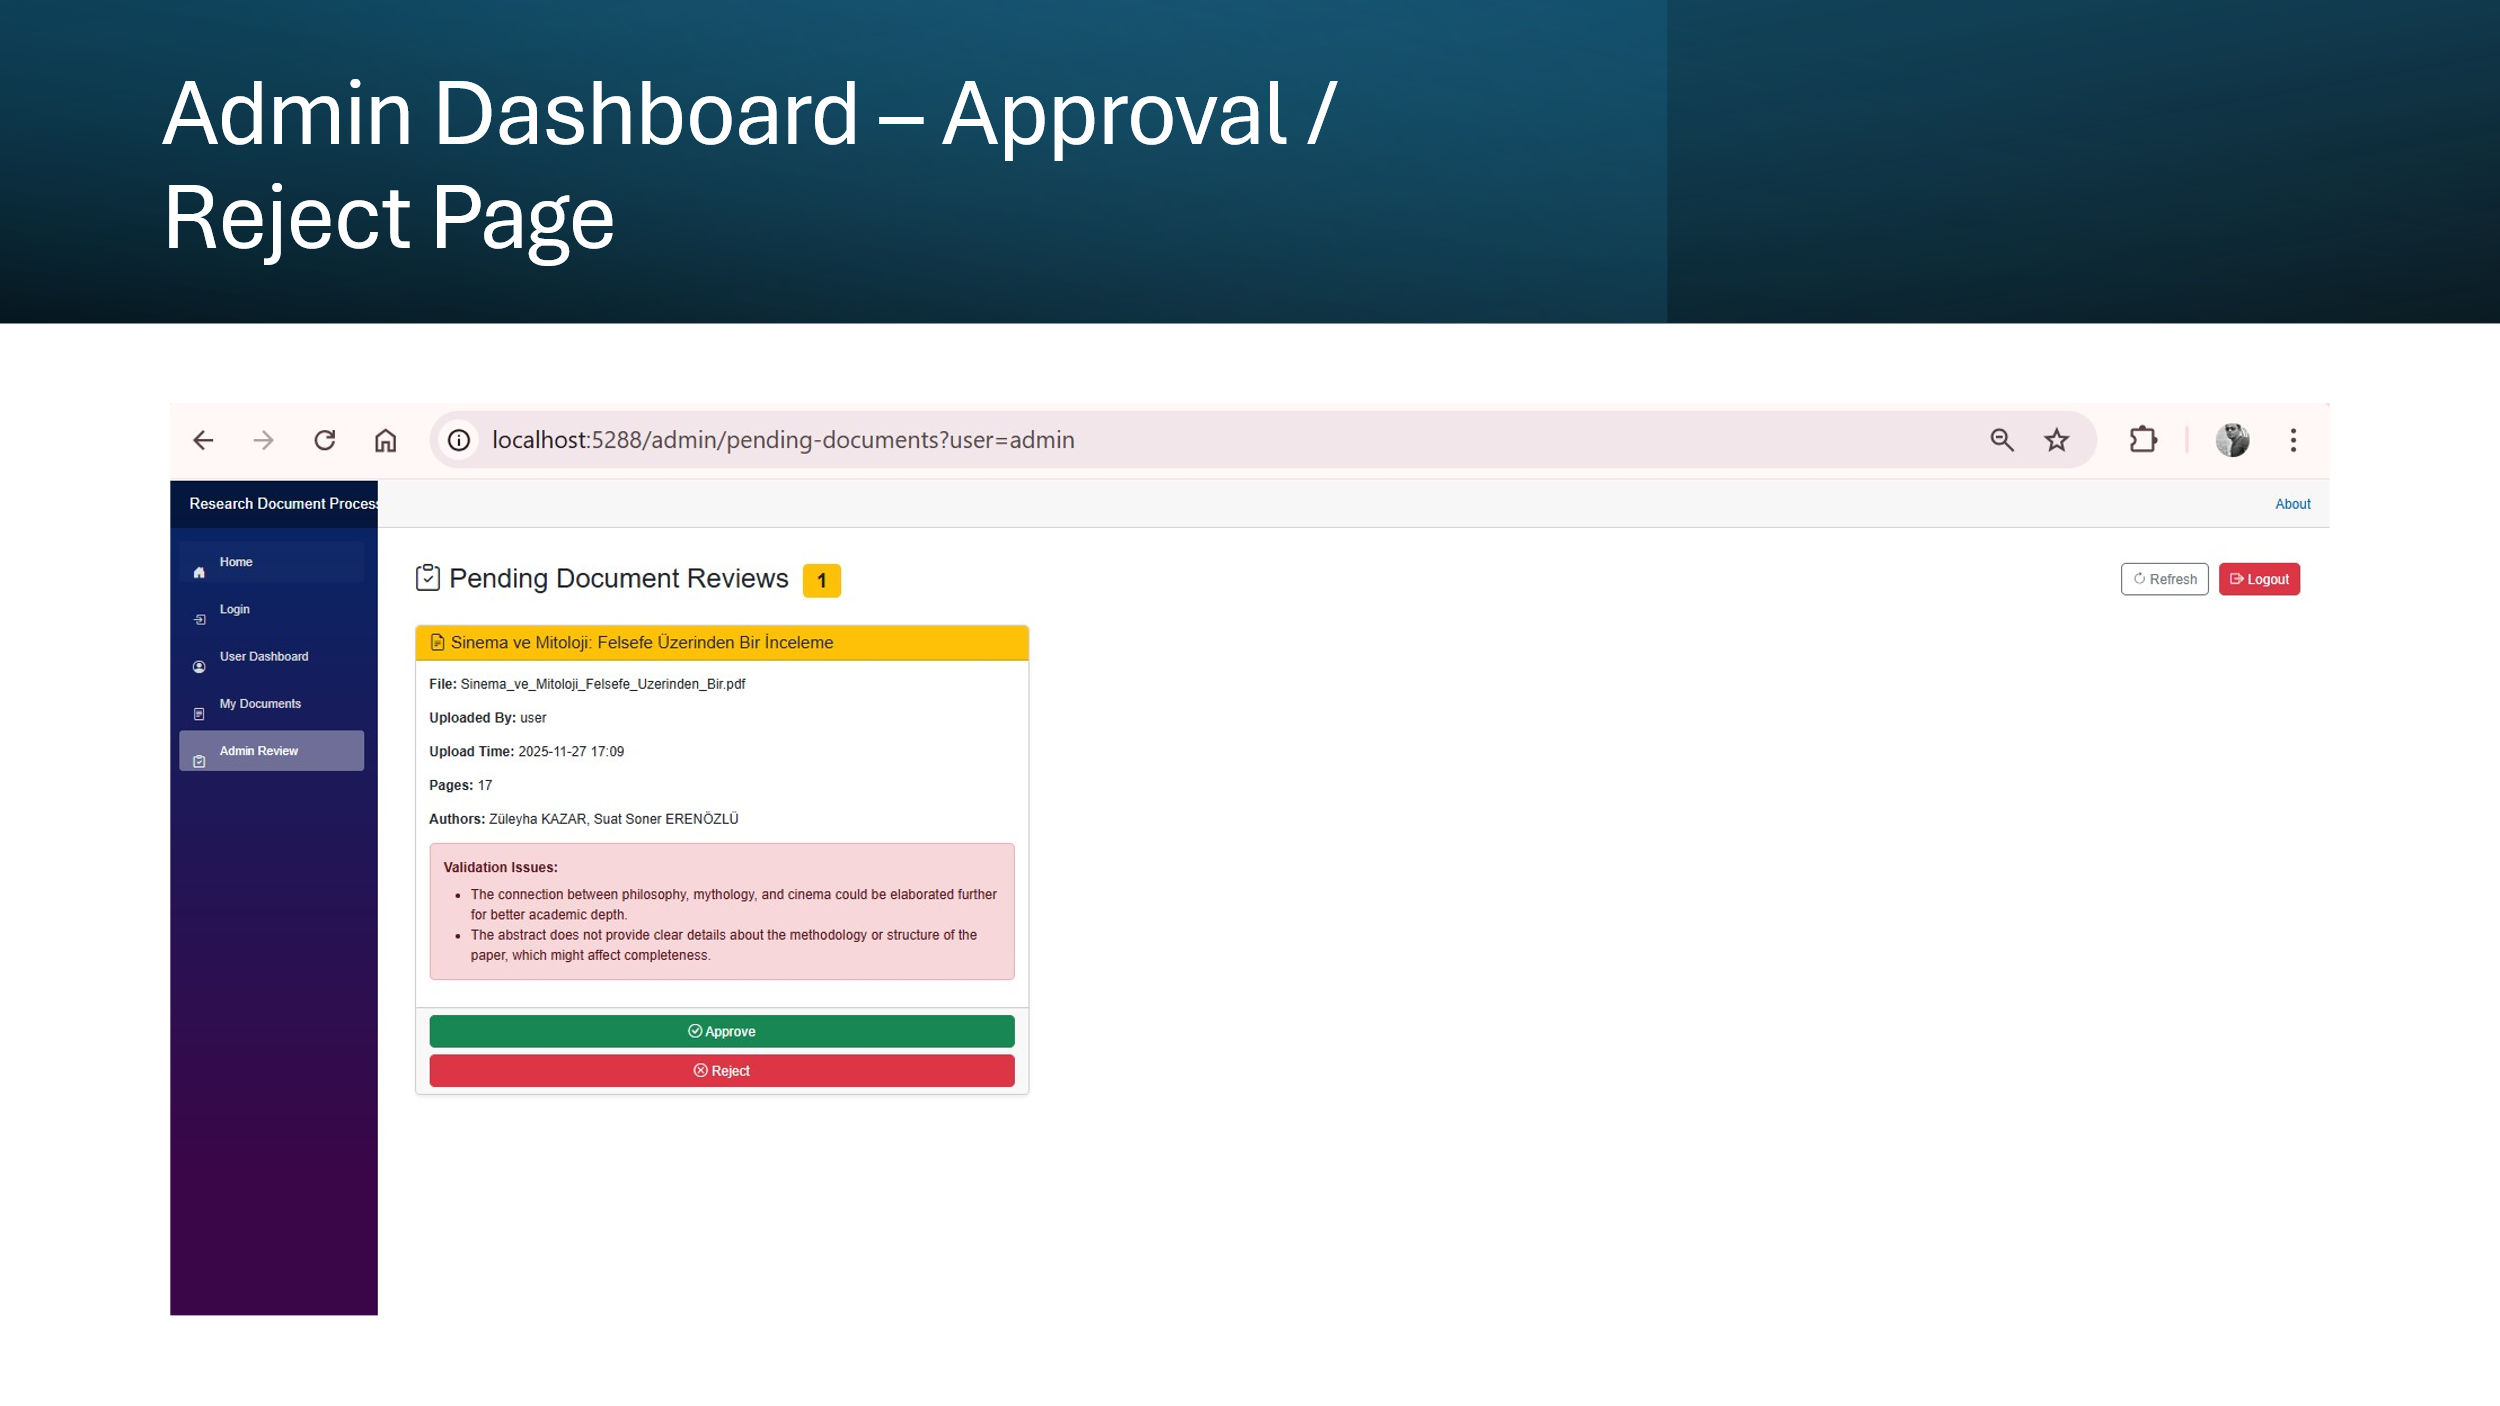 Admin Dashboard – Approval /
Reject Page
localhost:5288/admin/pending-documents?user=admin
Research Document Process
About
Home
Login
User Dashboard
My Documents
Admin Review
Pending Document Reviews 1
Refresh
Logout
Sinema ve Mitoloji: Felsefe Üzerinden Bir İnceleme
File: Sinema_ve_Mitoloji_Felsefe_Uzerinden_Bir.pdf
Uploaded By: user
Upload Time: 2025-11-27 17:09
Pages: 17
Authors: Züleyha KAZAR, Suat Soner ERENÖZLÜ
Validation Issues:
• The connection between philosophy, mythology, and cinema could be elaborated further
for better academic depth.
• The abstract does not provide clear details about the methodology or structure of the
paper, which might affect completeness.
Approve
Reject